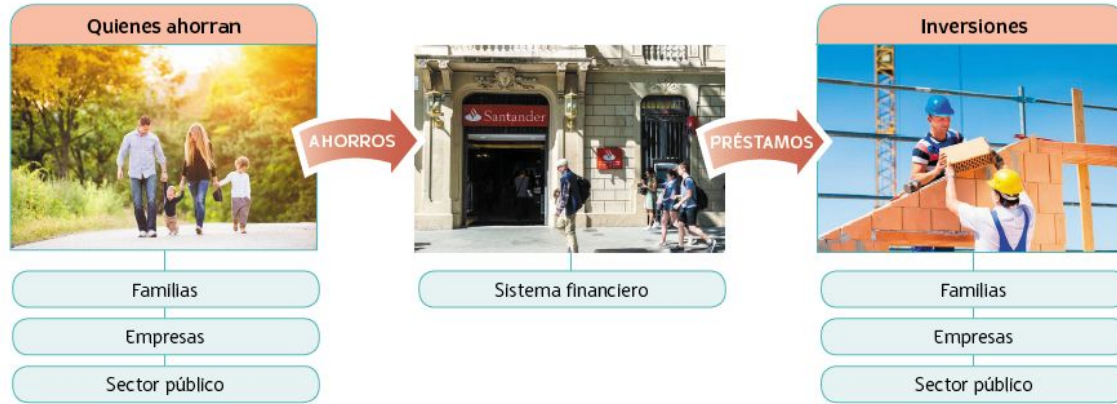 Quienes ahorran
AHORROS
Santander
PRÉSTAMOS
Inversiones
Familias
Empresas
Sector público
Sistema financiero
Familias
Empresas
Sector público